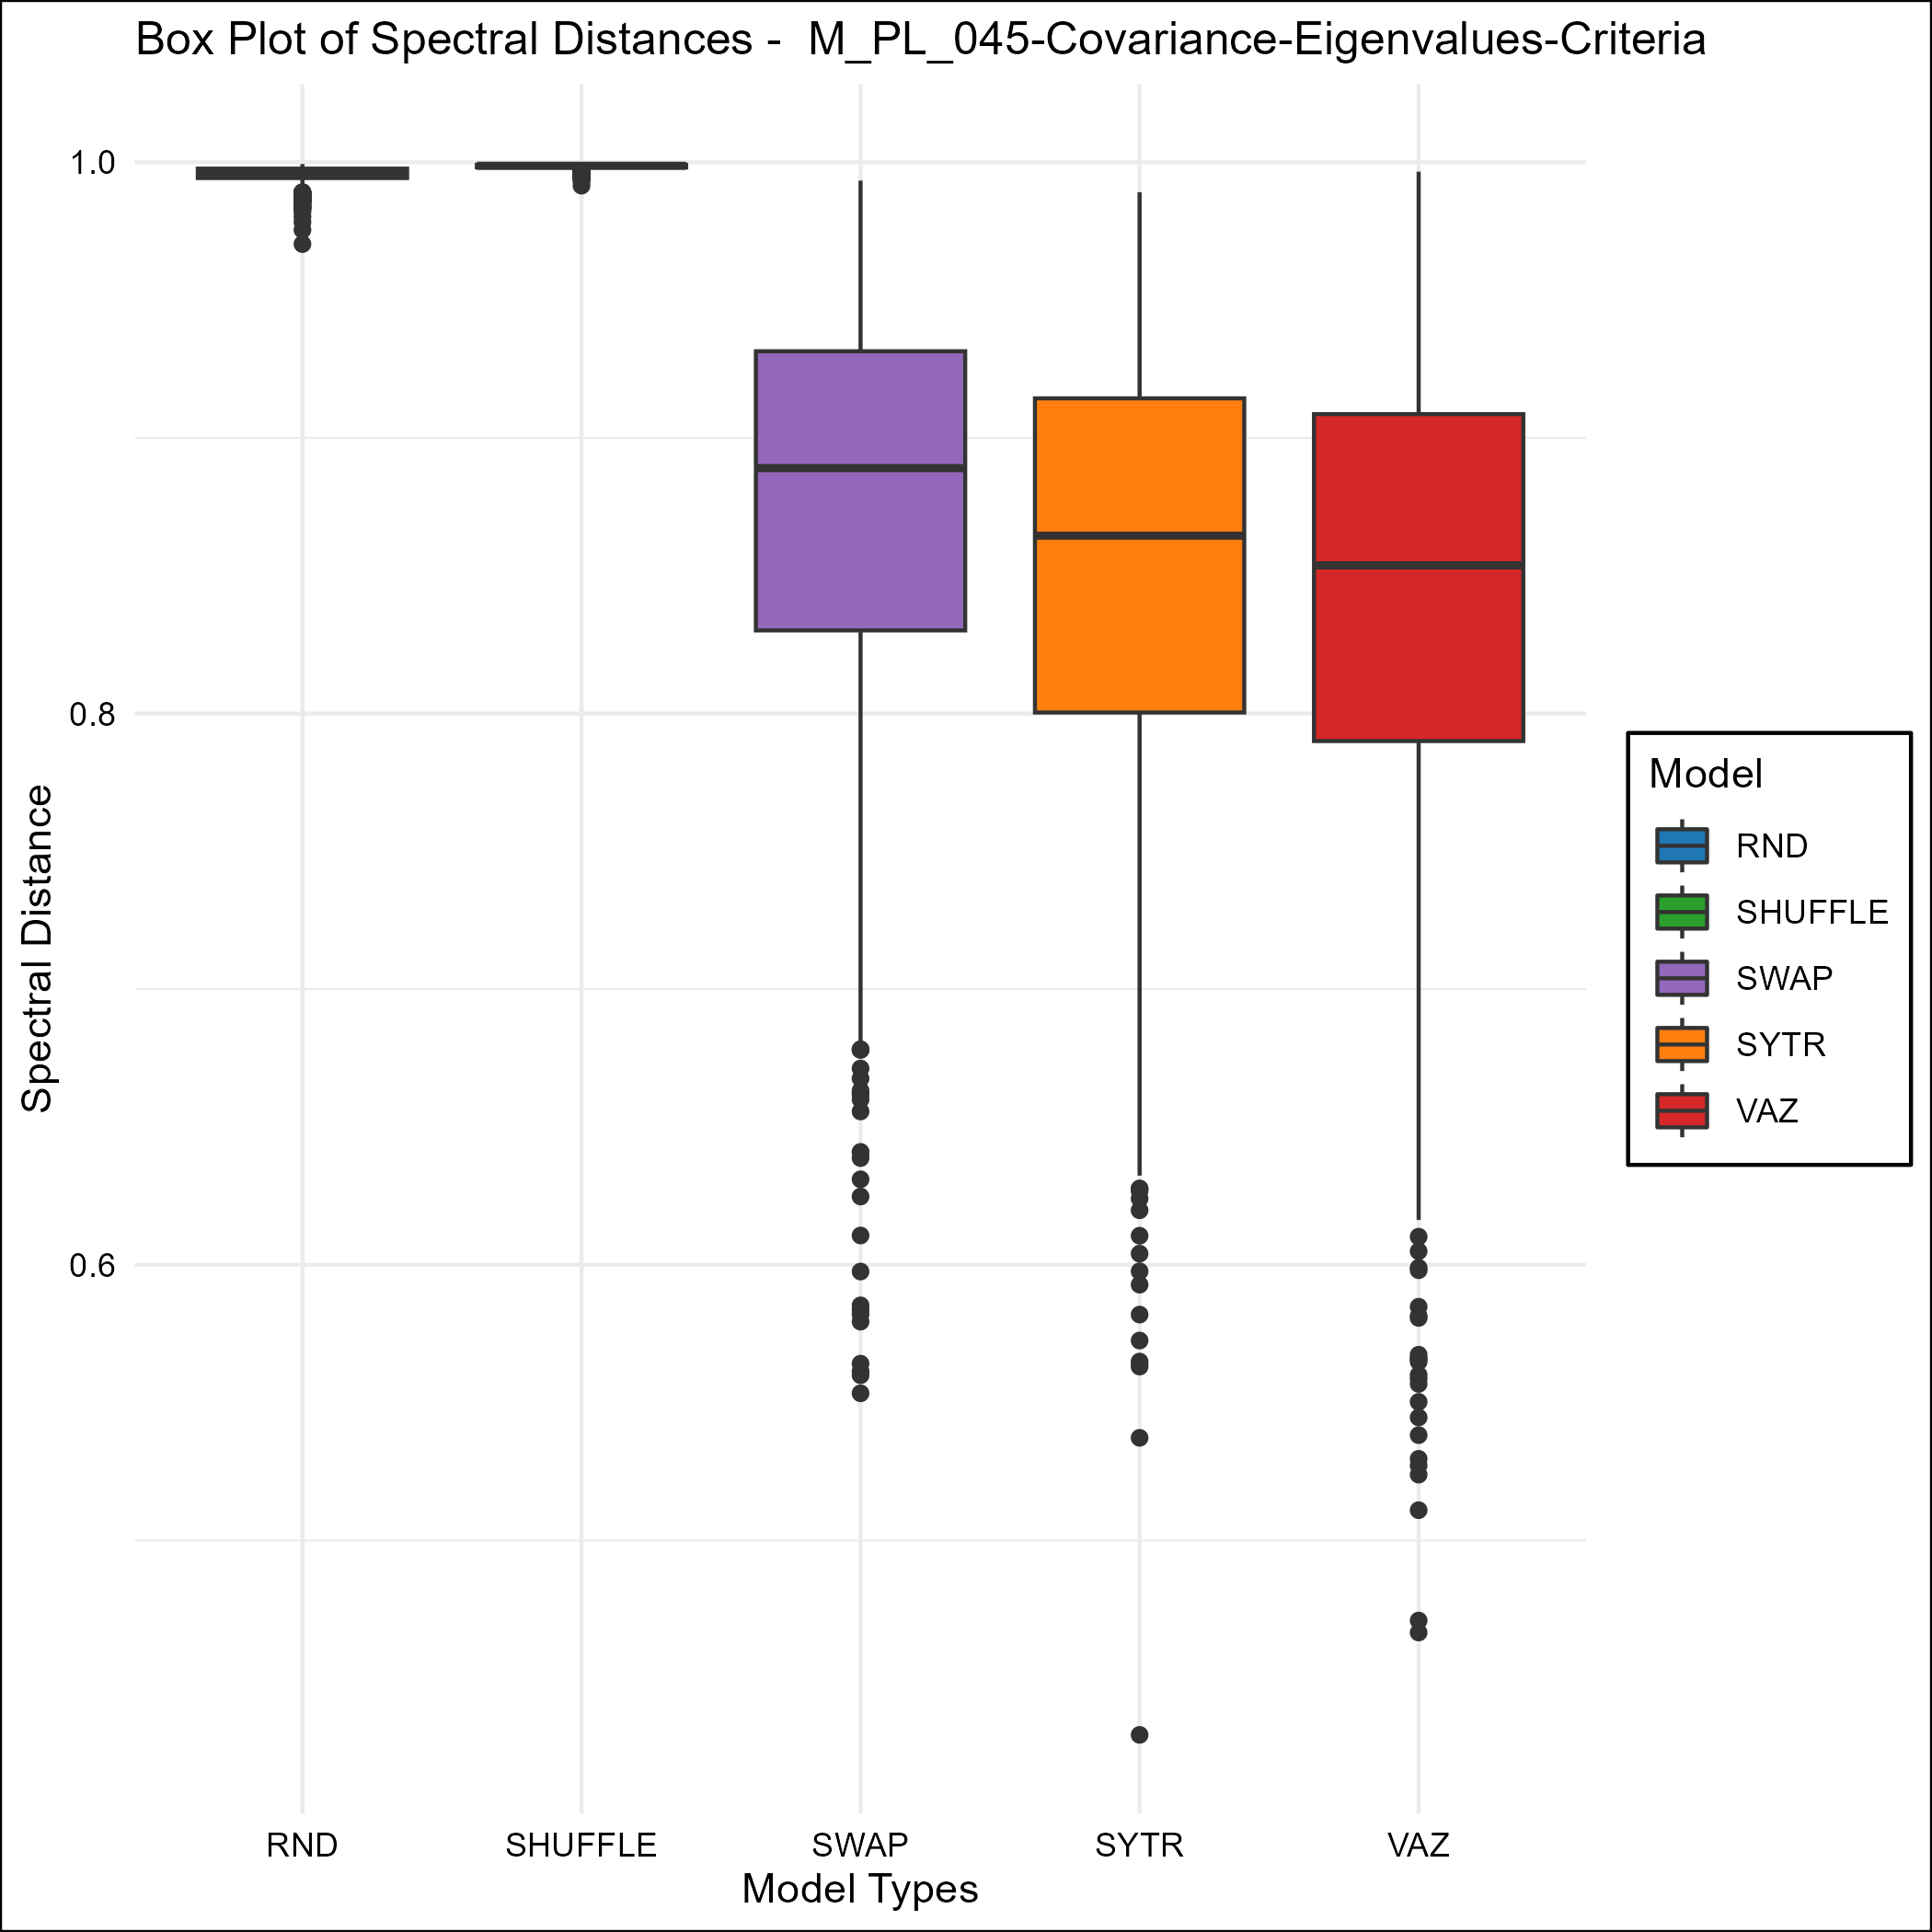 Box Plot of Spectral Distances -  M_PL_045-Covariance-Eigenvalues-Criteria
1.0
0.8
0.6
Spectral Distance
RND
SHUFFLE
SWAP
SYTR
VAZ
Model Types
Model
RND
SHUFFLE
SWAP
SYTR
VAZ